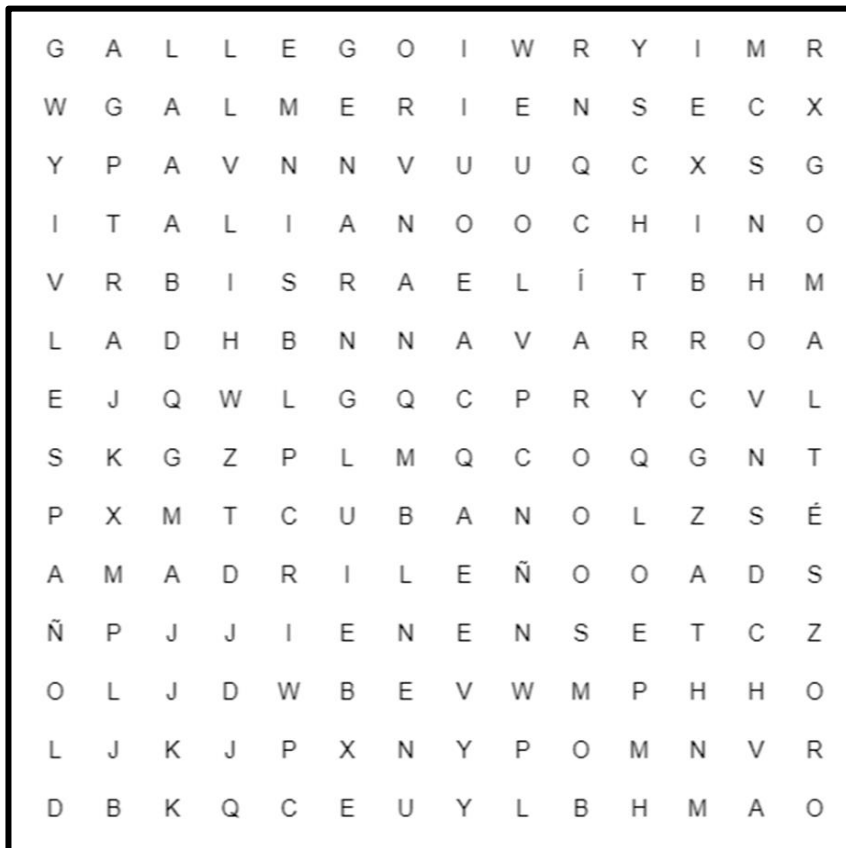 G A L L E G O I W R Y I M R
W G A L M E R I E N S E C X
Y P A V N N V U U Q C X S G
I T A L I A N O O C H I N O
V R B I S R A E L Í T B H M
L A D H B N N A V A R R O A
E J Q W L G Q C P R Y C V L
S K G Z P L M Q C O Q G N T
P X M T C U B A N O L Z S É
A M A D R I L E Ñ O O A D S
Ñ P J J I E N E N S E T C Z
O L J D W B E V W M P H H O
L J K J P X N Y P O M N V R
D B K Q C E U Y L B H M A O